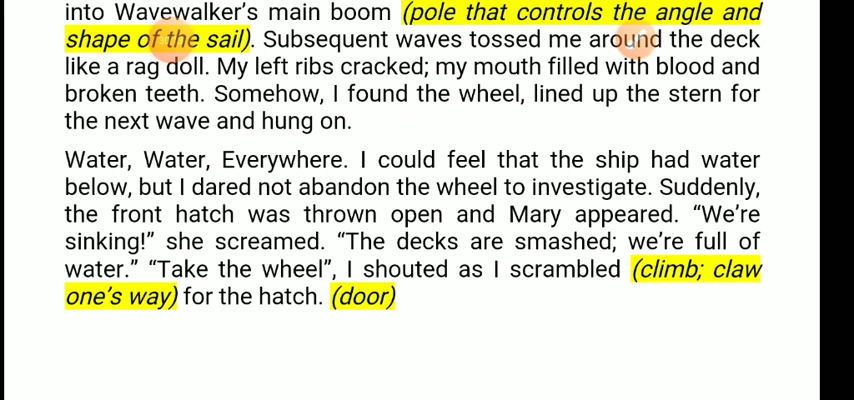 into Wavewalker’s main boom (pole that controls the angle and
shape of the sail). Subsequent waves tossed me around the deck
like a rag doll. My left ribs cracked; my mouth filled with blood and
broken teeth. Somehow, I found the wheel, lined up the stern for
the next wave and hung on.
Water, Water, Everywhere. I could feel that the ship had water
below, but I dared not abandon the wheel to investigate. Suddenly,
the front hatch was thrown open and Mary appeared. “We’re
sinking!” she screamed. “The decks are smashed; we’re full of
water.” “Take the wheel”, I shouted as I scrambled (climb; claw
one’s way) for the hatch. (door)